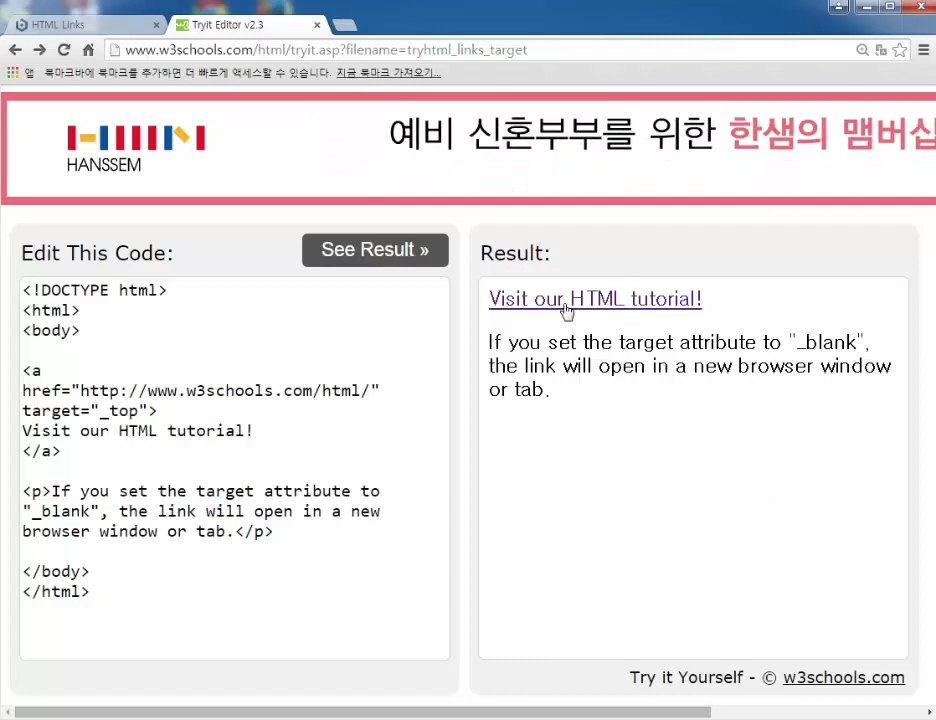 HTML Links
Tryit Editor v2.3
www.w3schools.com/html/tryit.asp?filename=tryhtml_links_target
앱 북마크바에 북마크를 추가하면 더 빠르게 액세스할 수 있습니다. 지금 북마크 가져오기...
HANSSEM
예비 신혼부부를 위한 한샘의 맴버십
Edit This Code:
See Result »
<!DOCTYPE html>
<html>
<body>
<a
href="http://www.w3schools.com/html/"
target="_top">
Visit our HTML tutorial!
</a>
<p>If you set the target attribute to
"_blank", the link will open in a new
browser window or tab.</p>
</body>
</html>
Result:
Visit our HTML tutorial!
If you set the target attribute to "_blank",
the link will open in a new browser window
or tab.
Try it Yourself - © w3schools.com